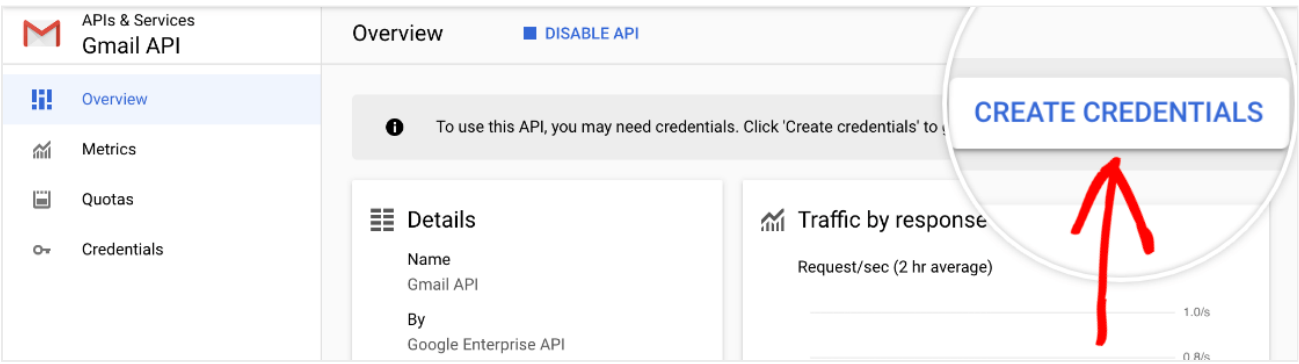 APIs & Services
Gmail API
Overview
DISABLE API
Overview
Metrics
Quotas
Credentials
To use this API, you may need credentials. Click 'Create credentials' to
CREATE CREDENTIALS
Details
Name
Gmail API
By
Google Enterprise API
Traffic by response
Request/sec (2 hr average)
1.0/s
0.8/s